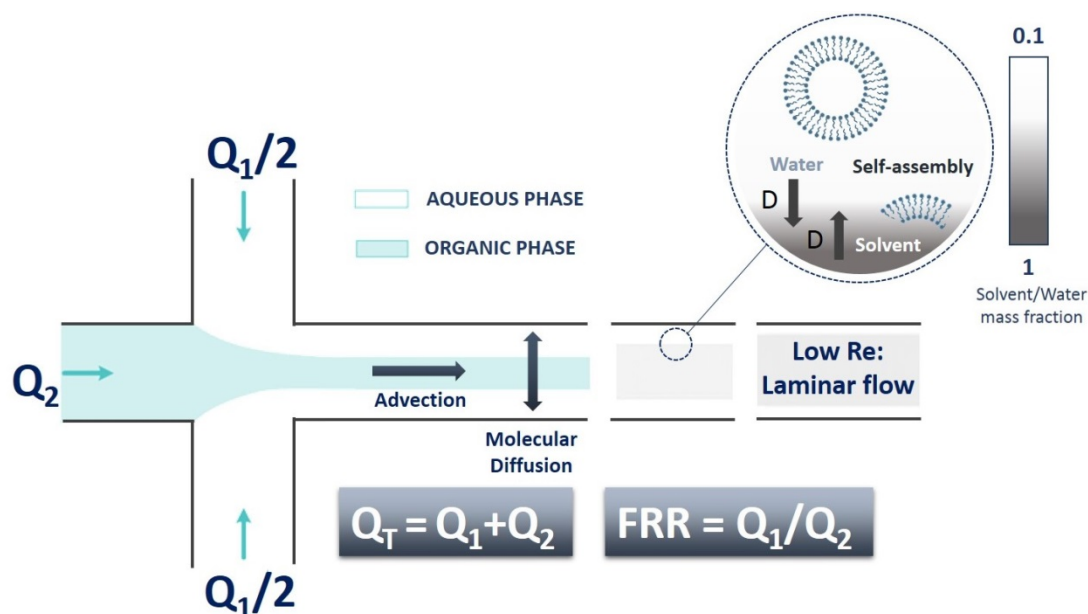 0.1
Q₁/2
Water
Self-assembly
D
D
Solvent
AQUEOUS PHASE
ORGANIC PHASE
1
Solvent/Water
mass fraction
Q₂
Advection
Low Re:
Laminar flow
Molecular
Diffusion
Q_T = Q₁+Q₂
FRR = Q₁/Q₂
Q₁/2